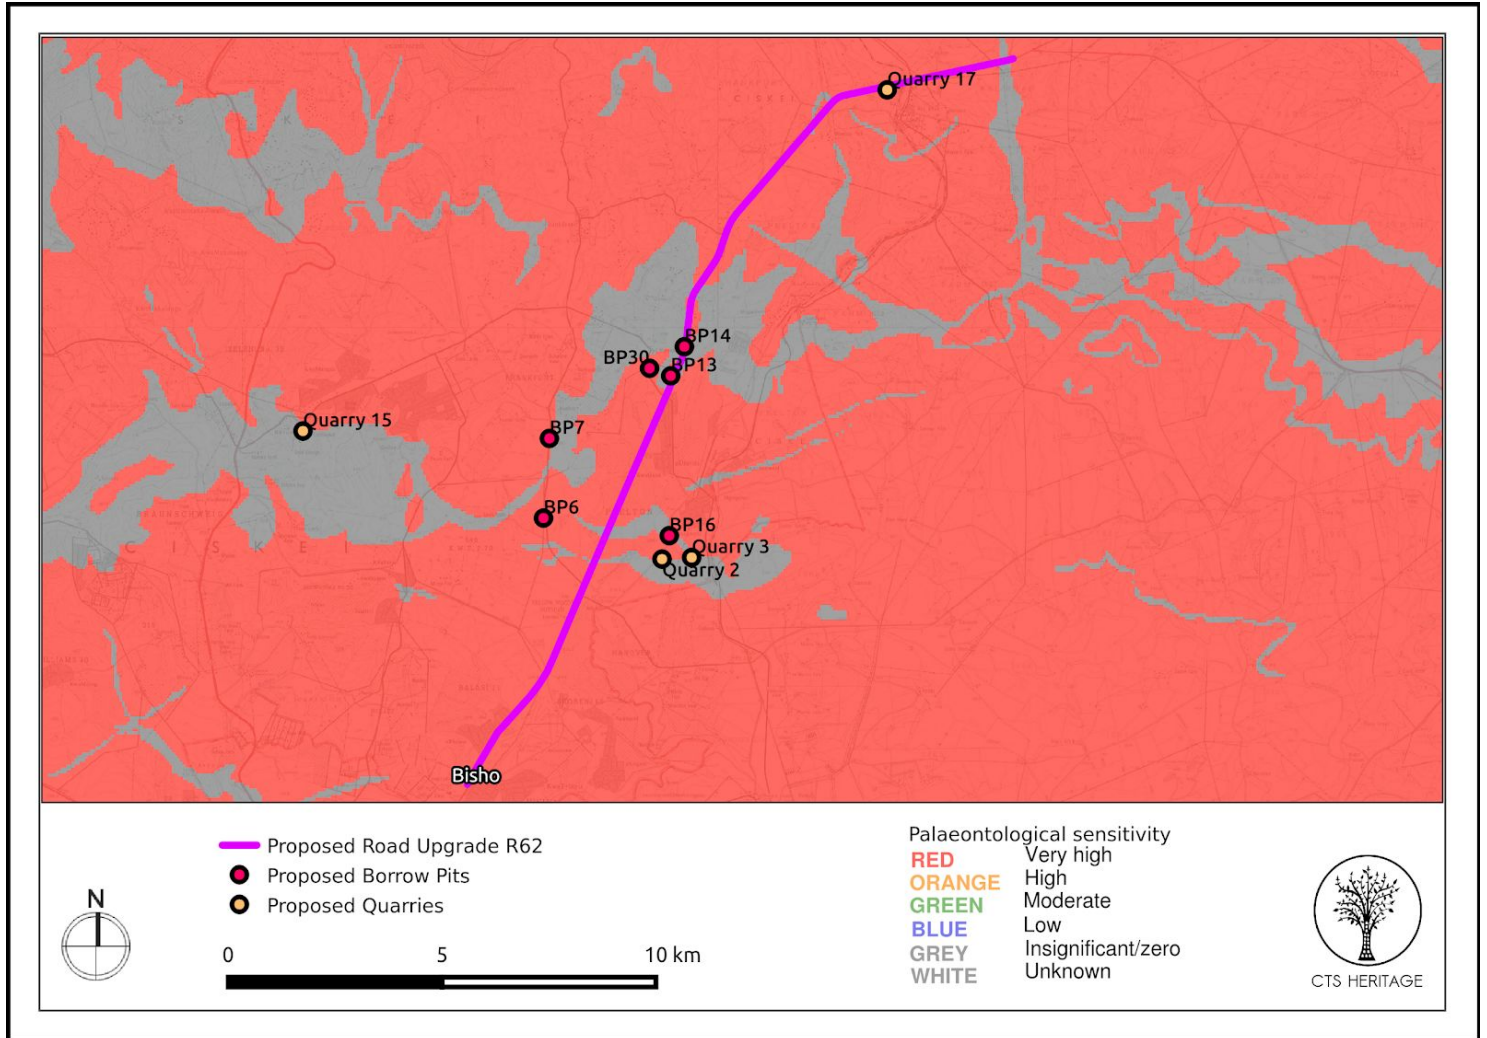 Quarry 17
CISKEI
BP14
BP30
BP13
Quarry 15
BP7
BP6
BP16
Quarry 3
Quarry 2
CISKEI
Bisho
Proposed Road Upgrade R62
Proposed Borrow Pits
Proposed Quarries
N
0 5 10 km
Palaeontological sensitivity
RED Very high
ORANGE High
GREEN Moderate
BLUE Low
GREY Insignificant/zero
WHITE Unknown
CTS HERITAGE